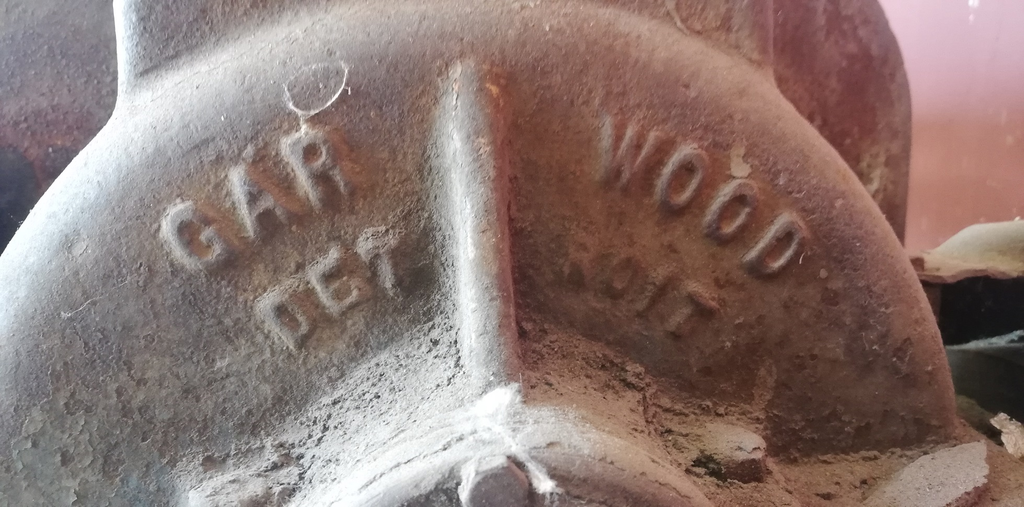 GAR WOOD
DET ROIT